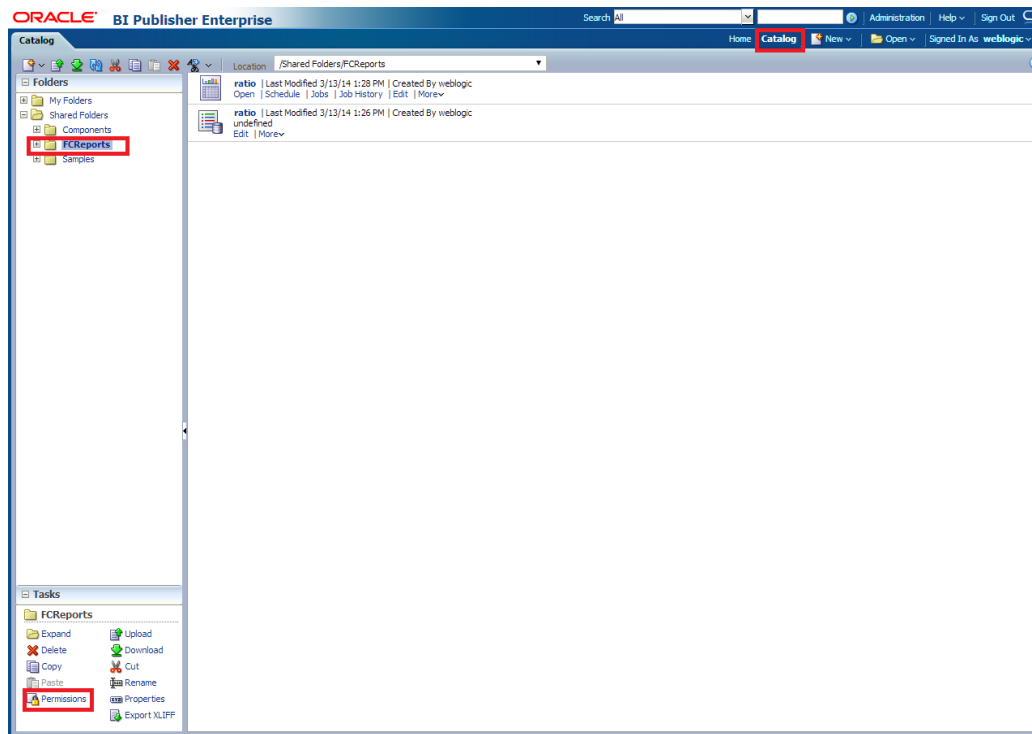 ORACLE BI Publisher Enterprise
Search All Administration Help Sign Out
Catalog
Home Catalog New Open Signed In As weblogic
Location /Shared Folders/FCReports
Folders
My Folders
Shared Folders
Components
FCReports
Samples
ratio | Last Modified 3/13/14 1:28 PM | Created By weblogic
Open | Schedule | Jobs | Job History | Edit | More
ratio | Last Modified 3/13/14 1:26 PM | Created By weblogic
undefined
Edit | More
Tasks
FCReports
Expand Upload
Delete Download
Copy Cut
Paste Rename
Permissions Properties
Export XLIFF